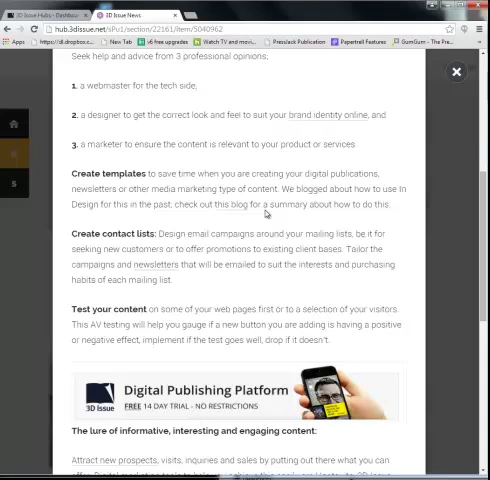 3D Issue Hubs - Dashboar
3D Issue News
hub.3dissue.net/sPu1/section/22161/item/5040962
Apps
dl.dropbox.c...
New Tab
v6 free upgrades
Watch TV and movi...
Presslack Publication
Papertrell Features
GumGum - The Pre...
Seek help and advice from 3 professional opinions;
1. a webmaster for the tech side,
2. a designer to get the correct look and feel to suit your brand identity online, and
3. a marketer to ensure the content is relevant to your product or services
Create templates to save time when you are creating your digital publications,
newsletters or other media marketing type of content. We blogged about how to use In
Design for this in the past; check out this blog for a summary about how to do this.
Create contact lists: Design email campaigns around your mailing lists, be it for
seeking new customers or to offer promotions to existing client bases. Tailor the
campaigns and newsletters that will be emailed to suit the interests and purchasing
habits of each mailing list.
Test your content on some of your web pages first or to a selection of your visitors.
This AV testing will help you gauge if a new button you are adding is having a positive
or negative effect, implement if the test goes well, drop if it doesn't.
3D Issue
Digital Publishing Platform
FREE 14 DAY TRIAL - NO RESTRICTIONS
The lure of informative, interesting and engaging content:
Attract new prospects, visits, inquiries and sales by putting out there what you can